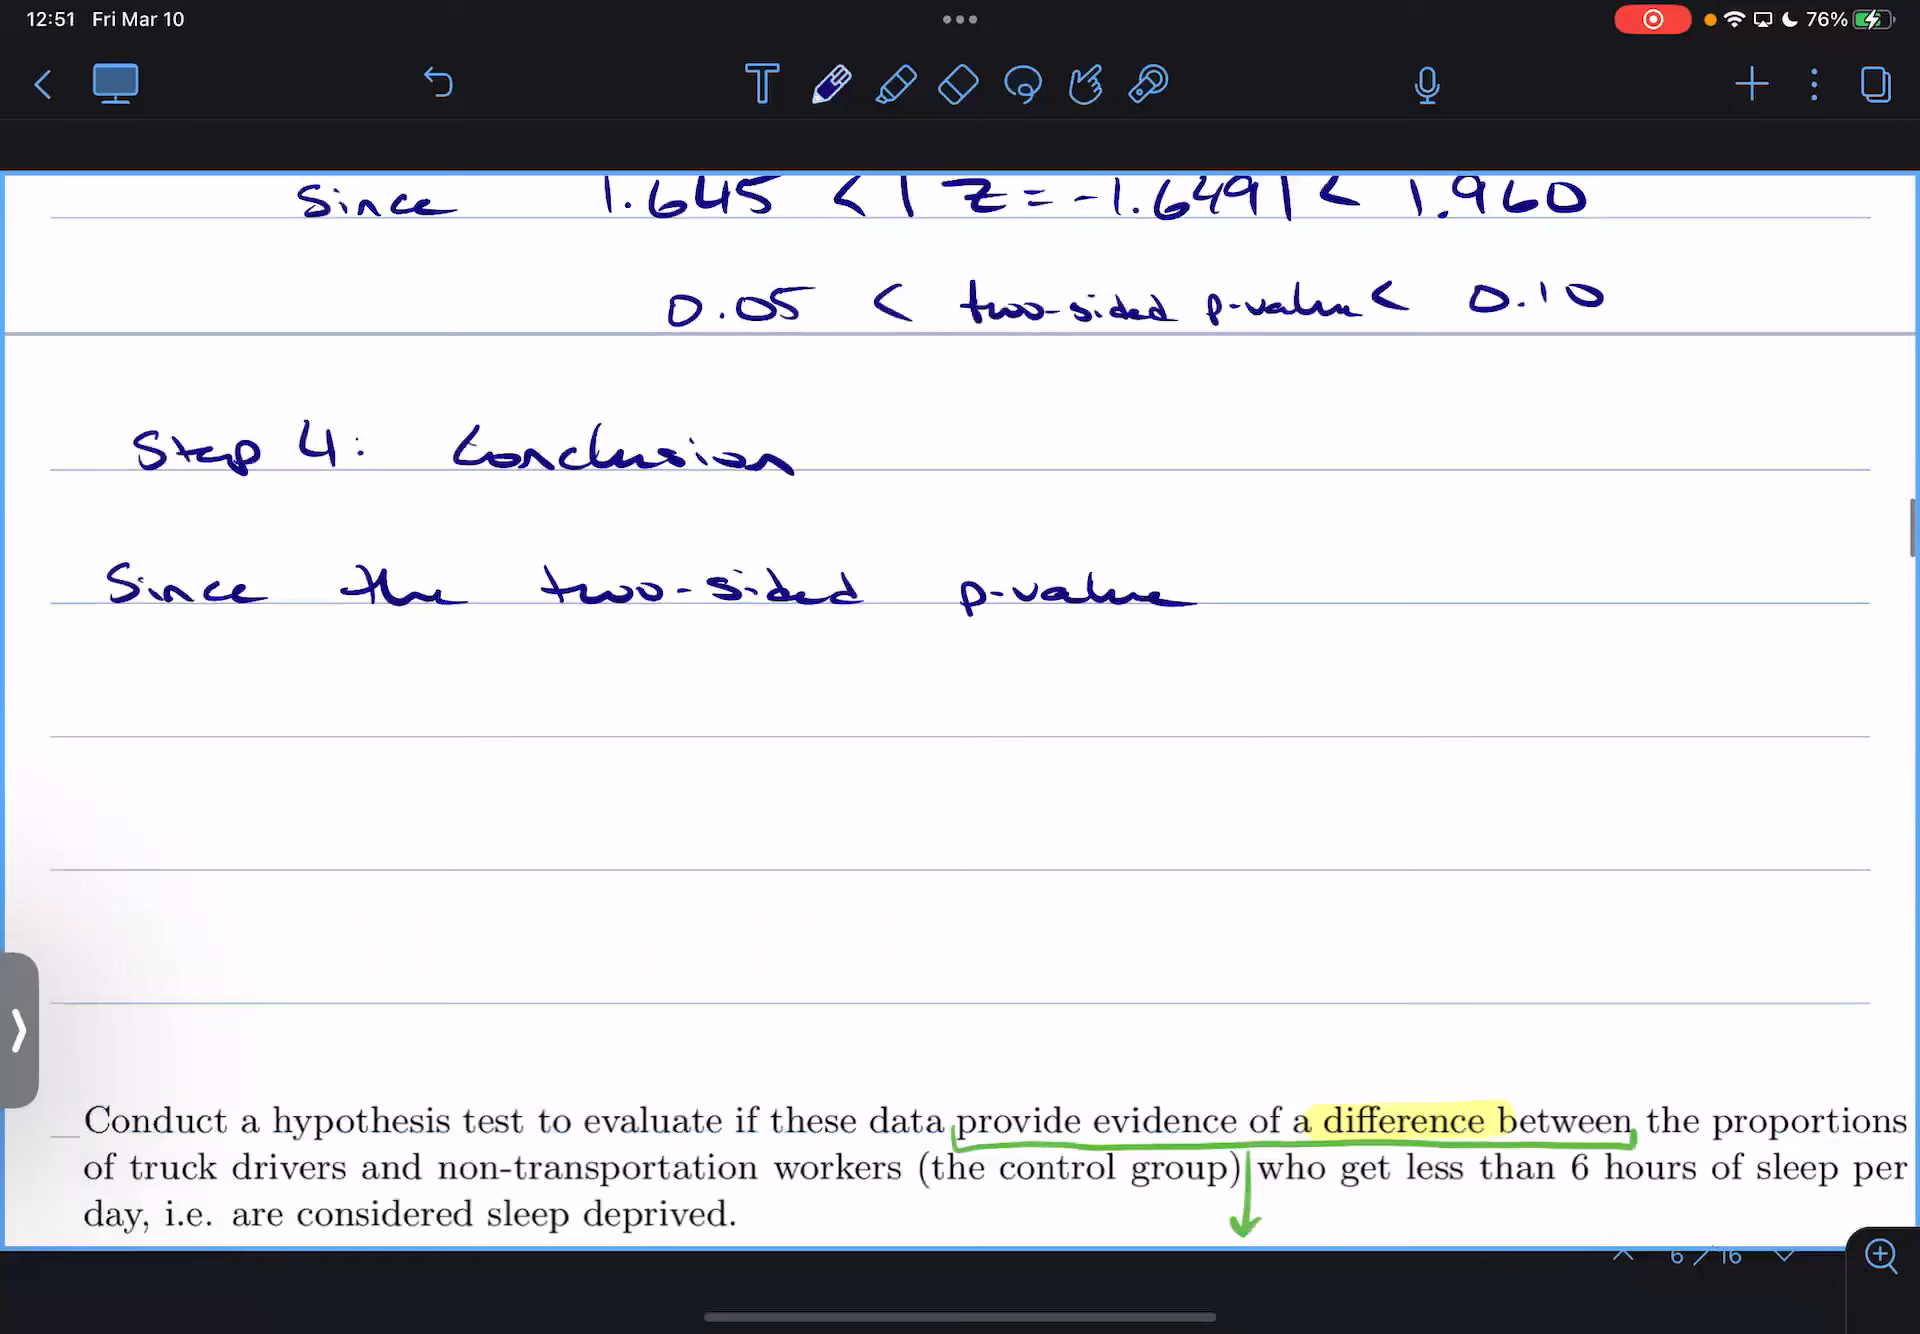 12:51 Fri Mar 10
76%
Since 1.645 < | Z = -1.649 | < 1.960
0.05 < two-sided p-value < 0.10
Step 4: Conclusion
Since the two-sided p-value
Conduct a hypothesis test to evaluate if these data provide evidence of a difference between the proportions
of truck drivers and non-transportation workers (the control group) who get less than 6 hours of sleep per
day, i.e. are considered sleep deprived.
6 / 16